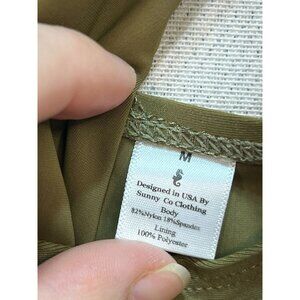 M
Designed in USA By
Sunny Co Clothing
Body
82%Nylon 18%Spandex
Lining
100% Polyester